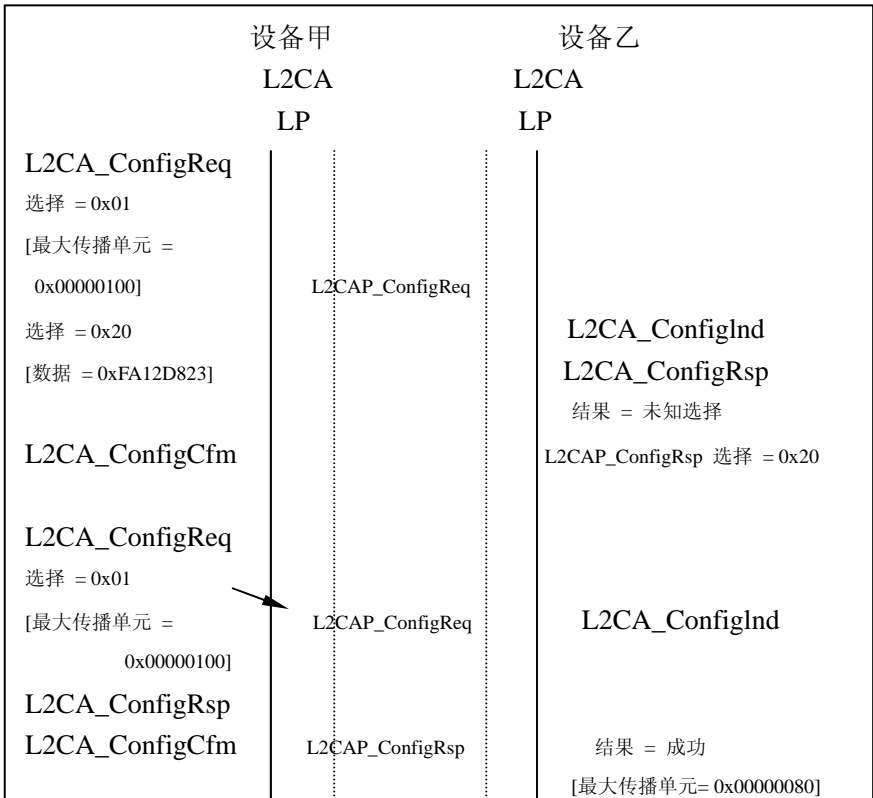 设备甲 设备乙
L2CA L2CA
LP LP
L2CA_ConfigReq
选择 = 0x01
[最大传播单元 =
0x00000100] L2CAP_ConfigReq
选择 = 0x20 L2CA_Configlnd
[数据 = 0xFA12D823] L2CA_ConfigRsp
结果 = 未知选择
L2CA_ConfigCfm L2CAP_ConfigRsp 选择 = 0x20
L2CA_ConfigReq
选择 = 0x01
[最大传播单元 = L2CAP_ConfigReq L2CA_Configlnd
0x00000100]
L2CA_ConfigRsp
L2CA_ConfigCfm L2CAP_ConfigRsp 结果 = 成功
[最大传播单元= 0x00000080]